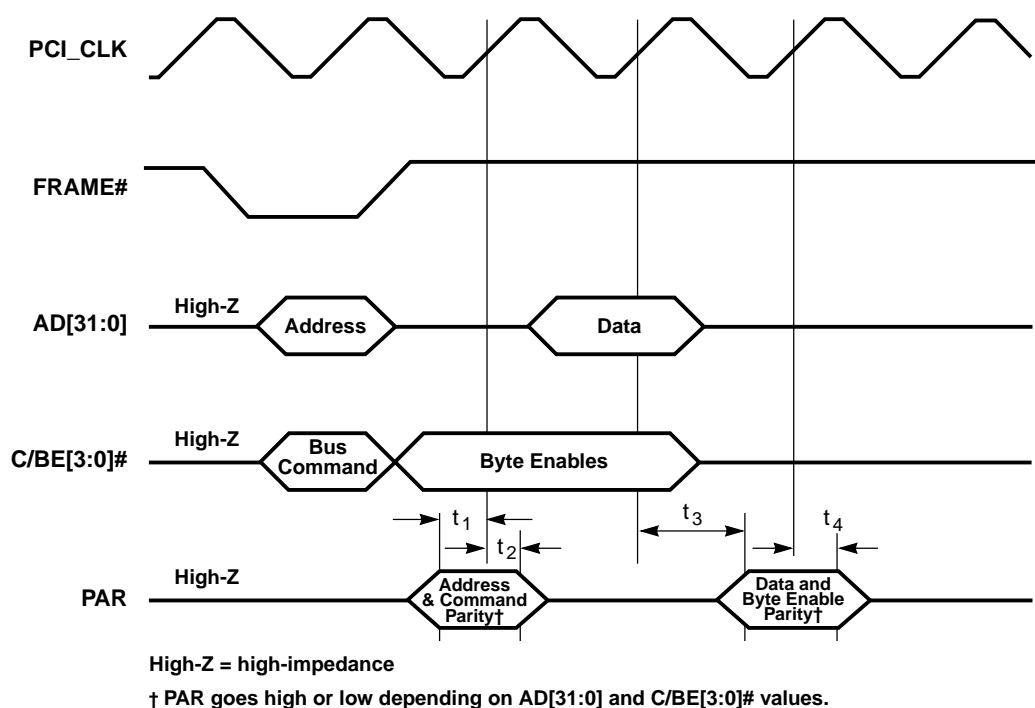 PCI_CLK
FRAME#
AD[31:0]
High-Z
Address
Data
C/BE[3:0]#
High-Z
Bus
Command
Byte Enables
t1
t2
t3
t4
PAR
High-Z
Address
& Command
Parity†
Data and
Byte Enable
Parity†
High-Z = high-impedance
† PAR goes high or low depending on AD[31:0] and C/BE[3:0]# values.